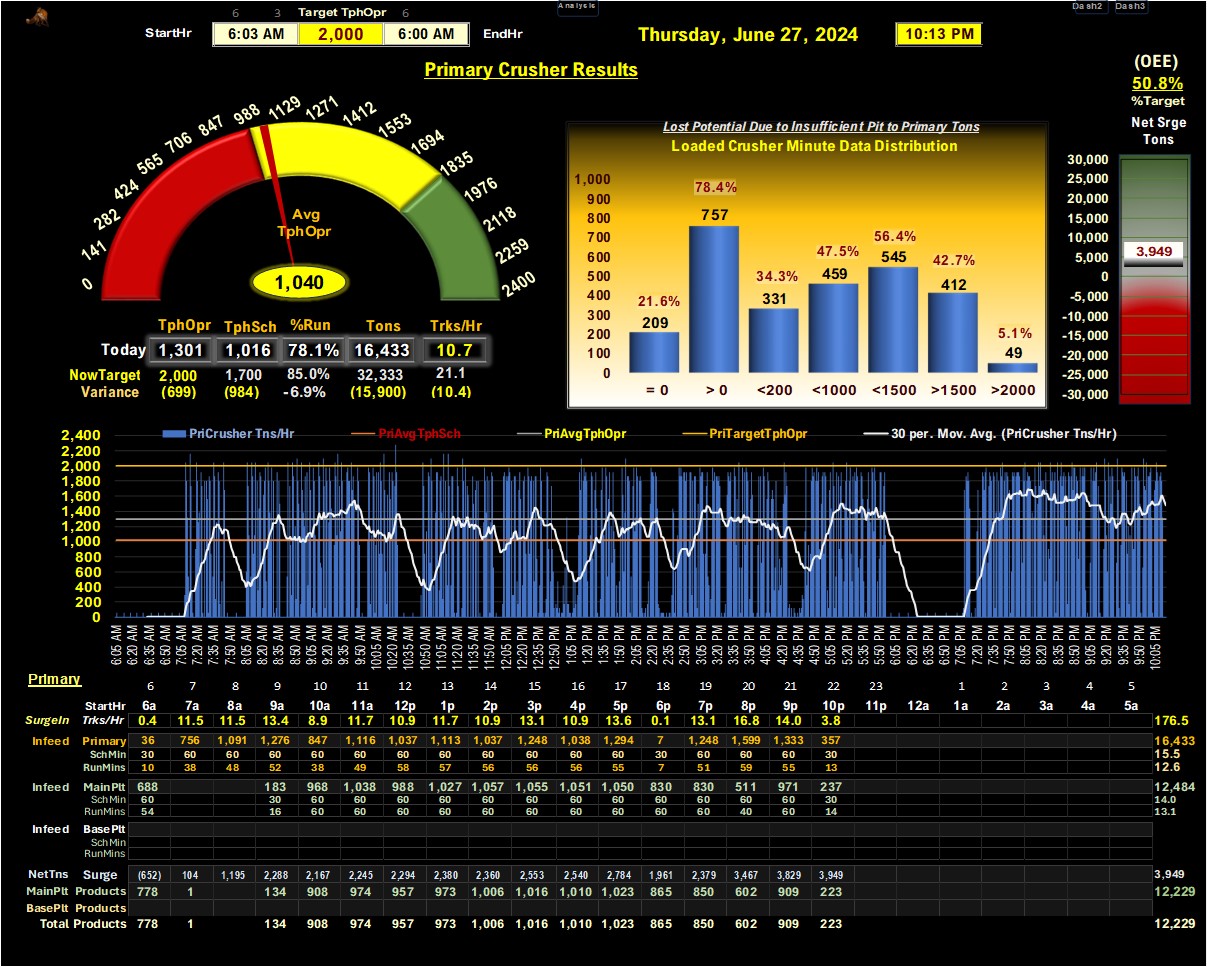 Analysis
Dash2 Dash3
6 3 Target TphOpr 6
StartHr 6:03 AM 2,000 6:00 AM EndHr
Thursday, June 27, 2024 10:13 PM
Primary Crusher Results
(OEE)
50.8%
%Target
Net Srge
Tons
0 141 282 424 565 706 847 988 1129 1271 1412 1553 1694 1835 1976 2118 2259 2400
Avg
TphOpr
1,040
TphOpr TphSch %Run Tons Trks/Hr
Today 1,301 1,016 78.1% 16,433 10.7
NowTarget 2,000 1,700 85.0% 32,333 21.1
Variance (699) (984) -6.9% (15,900) (10.4)
Lost Potential Due to Insufficient Pit to Primary Tons
Loaded Crusher Minute Data Distribution
1,000
900
800
700
600
500
400
300
200
100
0
21.6% 78.4% 34.3% 47.5% 56.4% 42.7% 5.1%
209 757 331 459 545 412 49
= 0 > 0 <200 <1000 <1500 >1500 >2000
30,000
25,000
20,000
15,000
10,000
5,000
0
-5,000
-10,000
-15,000
-20,000
-25,000
-30,000
3,949
PriCrusher Tns/Hr PriAvgTphSch PriAvgTphOpr PriTargetTphOpr 30 per. Mov. Avg. (PriCrusher Tns/Hr)
2,400
2,200
2,000
1,800
1,600
1,400
1,200
1,000
800
600
400
200
0
6:05 AM 6:20 AM 6:35 AM 6:50 AM 7:05 AM 7:20 AM 7:35 AM 7:50 AM 8:05 AM 8:20 AM 8:35 AM 8:50 AM 9:05 AM 9:20 AM 9:35 AM 9:50 AM 10:05 AM 10:20 AM 10:35 AM 10:50 AM 11:05 AM 11:20 AM 11:35 AM 11:50 AM 12:05 PM 12:20 PM 12:35 PM 12:50 PM 1:05 PM 1:20 PM 1:35 PM 1:50 PM 2:05 PM 2:20 PM 2:35 PM 2:50 PM 3:05 PM 3:20 PM 3:35 PM 3:50 PM 4:05 PM 4:20 PM 4:35 PM 4:50 PM 5:05 PM 5:20 PM 5:35 PM 5:50 PM 6:05 PM 6:20 PM 6:35 PM 6:50 PM 7:05 PM 7:20 PM 7:35 PM 7:50 PM 8:05 PM 8:20 PM 8:35 PM 8:50 PM 9:05 PM 9:20 PM 9:35 PM 9:50 PM 10:05 PM
Primary
6 7 8 9 10 11 12 13 14 15 16 17 18 19 20 21 22 23 1 2 3 4 5
StartHr 6a 7a 8a 9a 10a 11a 12p 1p 2p 3p 4p 5p 6p 7p 8p 9p 10p 11p 12a 1a 2a 3a 4a 5a
SurgeIn Trks/Hr 0.4 11.5 11.5 13.4 8.9 11.7 10.9 11.7 10.9 13.1 10.9 13.6 0.1 13.1 16.8 14.0 3.8 176.5
Infeed Primary 36 756 1,091 1,276 847 1,116 1,037 1,113 1,037 1,248 1,038 1,294 7 1,248 1,599 1,333 357 16,433
SchMin 30 60 60 60 60 60 60 60 60 60 60 60 30 60 60 60 30 15.5
RunMins 10 38 48 52 38 49 58 57 56 56 56 55 7 51 59 55 13 12.6
Infeed MainPlt 688 183 968 1,038 988 1,027 1,057 1,055 1,051 1,050 830 830 511 971 237 12,484
SchMin 60 30 60 60 60 60 60 60 60 60 60 60 60 60 30 14.0
RunMins 54 16 60 60 60 60 60 60 60 60 60 60 40 60 14 13.1
Infeed BasePlt
SchMin
RunMins
NetTns Surge (652) 104 1,195 2,288 2,167 2,245 2,294 2,380 2,360 2,553 2,540 2,784 1,961 2,379 3,467 3,829 3,949 3,949
MainPlt Products 778 1 134 908 974 957 973 1,006 1,016 1,010 1,023 865 850 602 909 223 12,229
BasePlt Products
Total Products 778 1 134 908 974 957 973 1,006 1,016 1,010 1,023 865 850 602 909 223 12,229